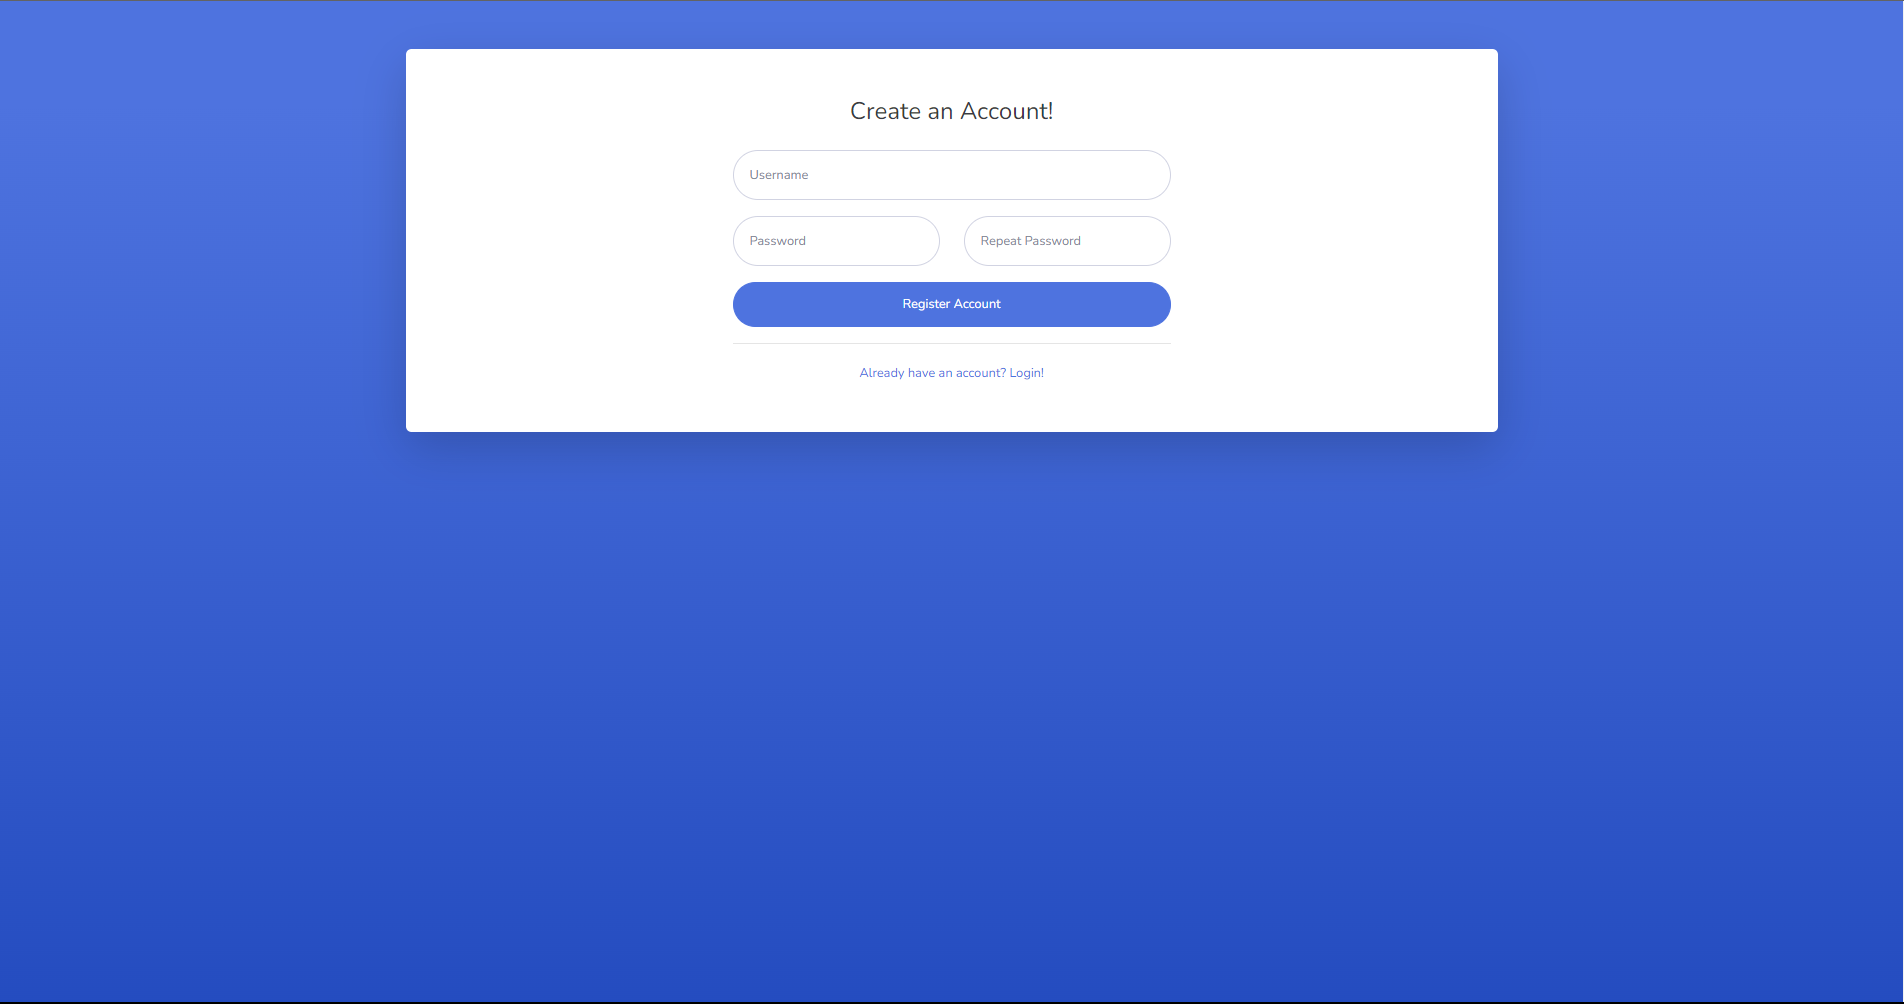 Create an Account!
Username
Password
Repeat Password
Register Account
Already have an account? Login!